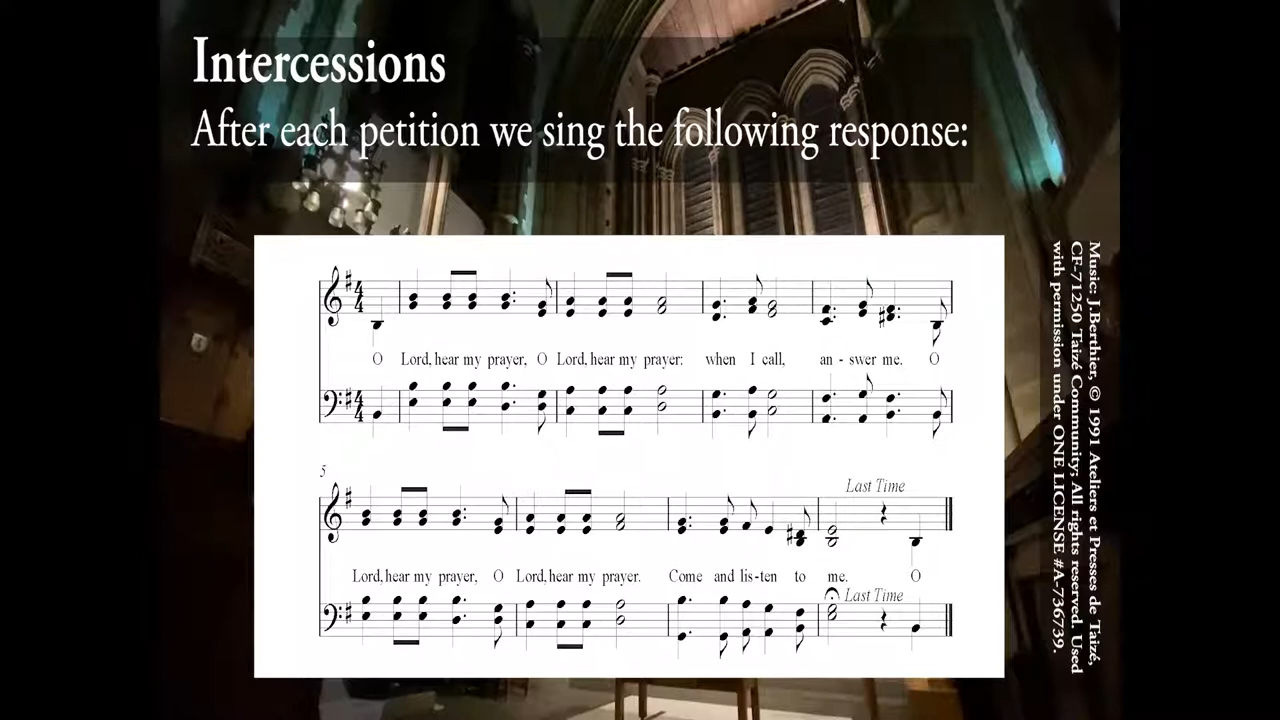 Intercessions
After each petition we sing the following response:
O Lord, hear my prayer, O Lord, hear my prayer: when I call, an - swer me. O
5
Last Time
Lord, hear my prayer, O Lord, hear my prayer. Come and lis-ten to me. O
Last Time
Music: J.Berthier, © 1991 Ateliers et Presses de Taizé,
CF-71250 Taizé Community; All rights reserved. Used
with permission under ONE LICENSE #A-736739.